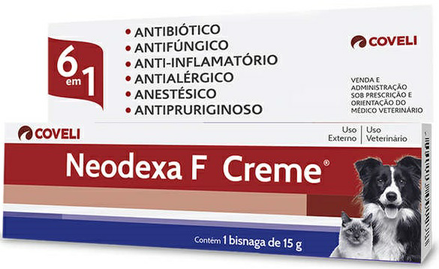 6
em
1
• ANTIBIÓTICO
• ANTIFÚNGICO
• ANTI-INFLAMATÓRIO
• ANTIALÉRGICO
• ANESTÉSICO
• ANTIPRURIGINOSO
COVELI
VENDA E
ADMINISTRAÇÃO
SOB PRESCRIÇÃO E
ORIENTAÇÃO DO
MÉDICO VETERINÁRIO
COVELI
Uso
Externo
Uso
Veterinário
Neodexa F Creme®
Contém 1 bisnaga de 15 g